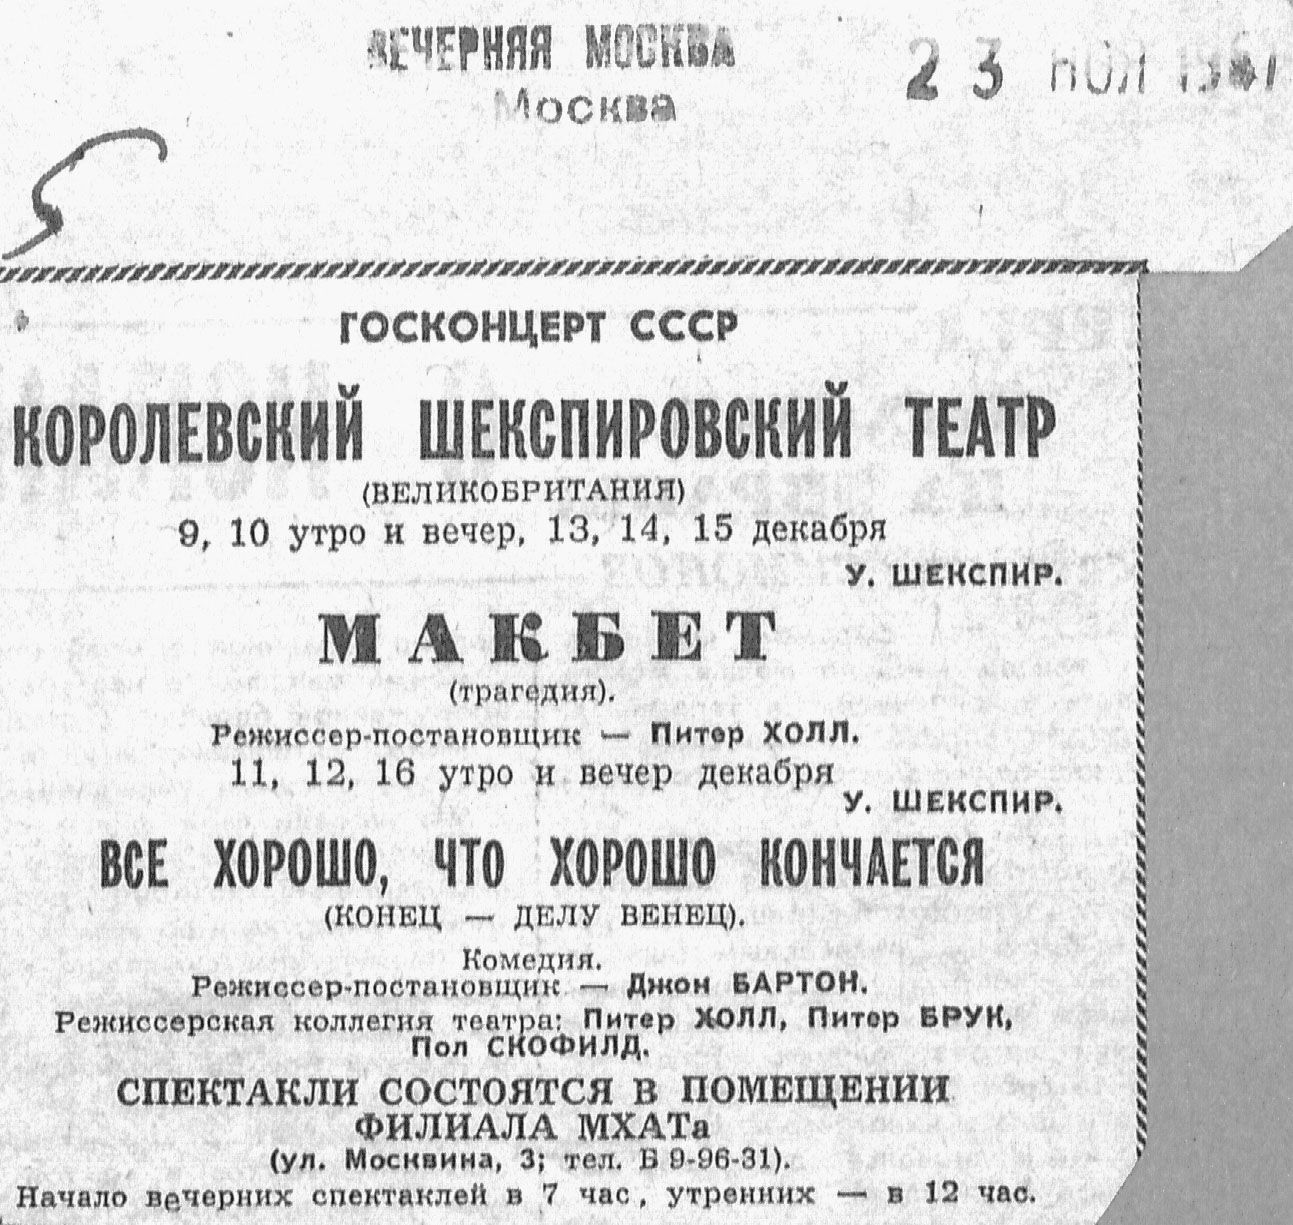 ВЕЧЕРНЯЯ МОСКВА
Москва
23 НОЯ 1967
ГОСКОНЦЕРТ СССР
КОРОЛЕВСКИЙ ШЕКСПИРОВСКИЙ ТЕАТР
(ВЕЛИКОБРИТАНИЯ)
9, 10 утро и вечер, 13, 14, 15 декабря
У. ШЕКСПИР.
МАКБЕТ
(трагедия).
Режиссер-постановщик — Питер ХОЛЛ.
11, 12, 16 утро и вечер декабря
У. ШЕКСПИР.
ВСЕ ХОРОШО, ЧТО ХОРОШО КОНЧАЕТСЯ
(КОНЕЦ — ДЕЛУ ВЕНЕЦ).
Комедия.
Режиссер-постановщик — Джон БАРТОН.
Режиссерская коллегия театра: Питер ХОЛЛ, Питер БРУК,
Пол СКОФИЛД.
СПЕКТАКЛИ СОСТОЯТСЯ В ПОМЕЩЕНИИ
ФИЛИАЛА МХАТа
(ул. Москвина, 3; тел. Б 9-96-31).
Начало вечерних спектаклей в 7 час, утренних — в 12 час.